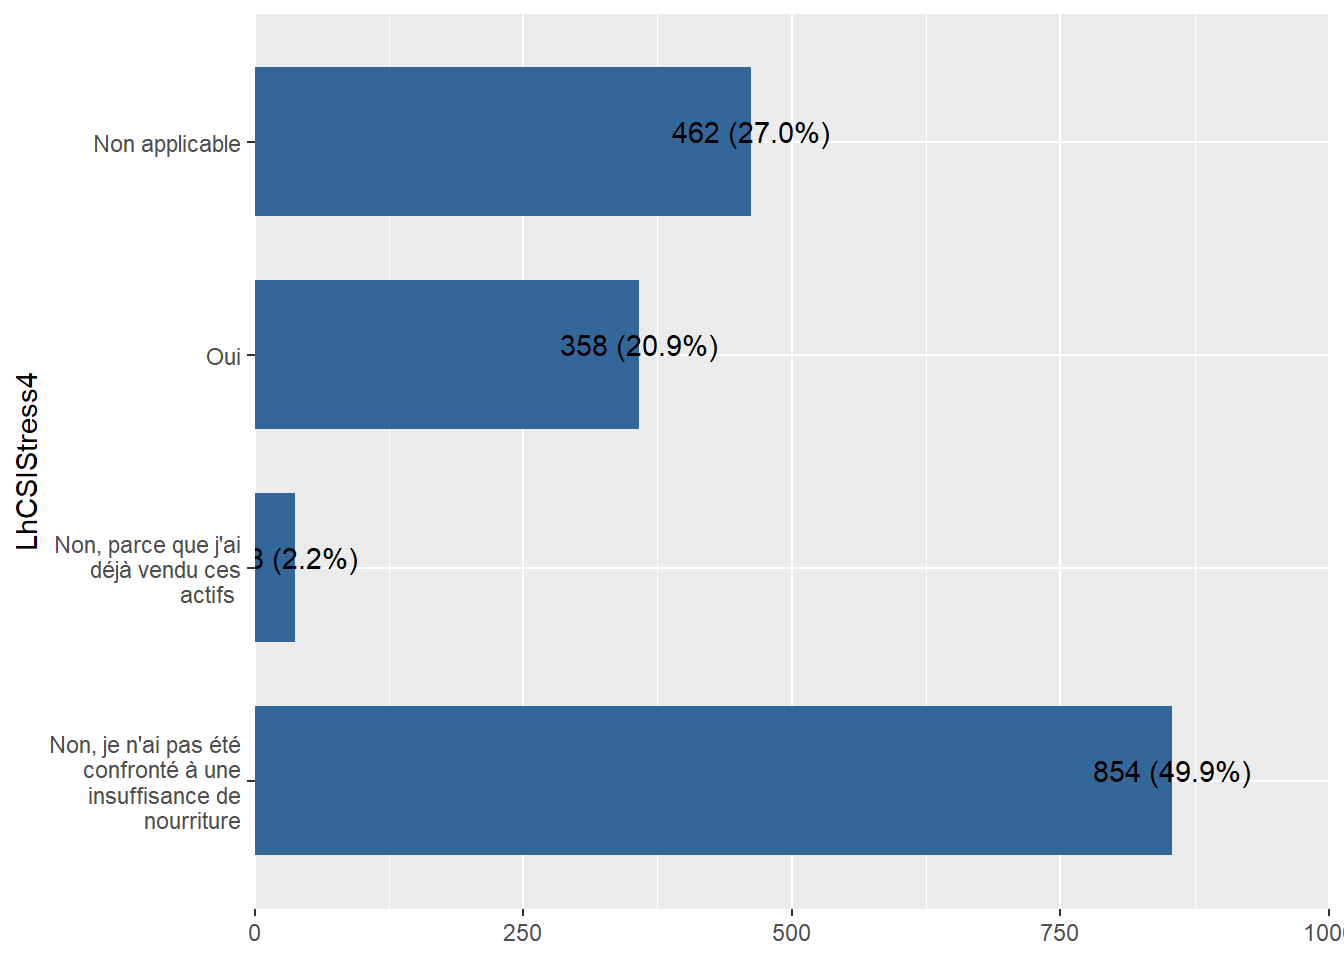 LhCSIStress4
Non applicable
462 (27.0%)
Oui
358 (20.9%)
Non, parce que j'ai
déjà vendu ces
actifs
(2.2%)
Non, je n'ai pas été
confronté à une
insuffisance de
nourriture
854 (49.9%)
0 250 500 750